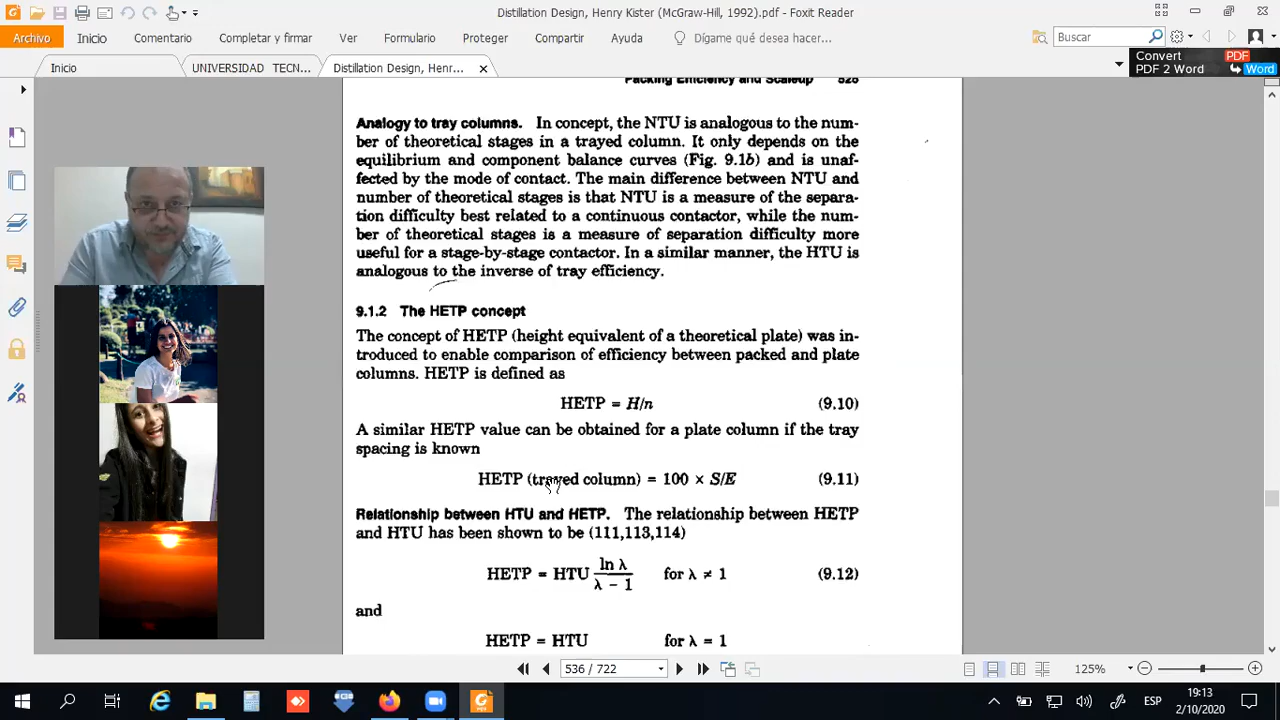 Distillation Design, Henry Kister (McGraw-Hill, 1992).pdf - Foxit Reader
Archivo Inicio Comentario Completar y firmar Ver Formulario Proteger Compartir Ayuda Dígame qué desea hacer... Buscar
Inicio UNIVERSIDAD TECN... Distillation Design, Henr...
Convert PDF
PDF 2 Word Word
Packing Efficiency and Scaleup 525
Analogy to tray columns. In concept, the NTU is analogous to the num-
ber of theoretical stages in a trayed column. It only depends on the
equilibrium and component balance curves (Fig. 9.1b) and is unaf-
fected by the mode of contact. The main difference between NTU and
number of theoretical stages is that NTU is a measure of the separa-
tion difficulty best related to a continuous contactor, while the num-
ber of theoretical stages is a measure of separation difficulty more
useful for a stage-by-stage contactor. In a similar manner, the HTU is
analogous to the inverse of tray efficiency.
9.1.2 The HETP concept
The concept of HETP (height equivalent of a theoretical plate) was in-
troduced to enable comparison of efficiency between packed and plate
columns. HETP is defined as
HETP = H/n (9.10)
A similar HETP value can be obtained for a plate column if the tray
spacing is known
HETP (trayed column) = 100 × S/E (9.11)
Relationship between HTU and HETP. The relationship between HETP
and HTU has been shown to be (111,113,114)
HETP = HTU ln λ / λ − 1 for λ ≠ 1 (9.12)
and
HETP = HTU for λ = 1
536 / 722 125%
ESP 19:13
2/10/2020